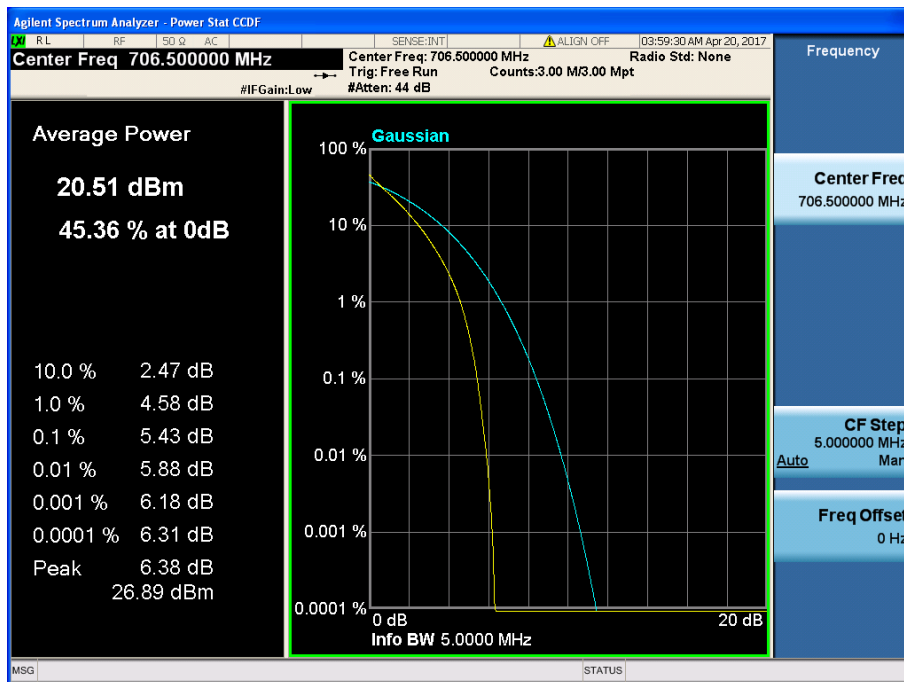 Agilent Spectrum Analyzer - Power Stat CCDF
LXI RL RF 50 Ω AC SENSE:INT ALIGN OFF 03:59:30 AM Apr 20, 2017
Center Freq 706.500000 MHz
#IFGain:Low
Center Freq: 706.500000 MHz Radio Std: None
Trig: Free Run Counts:3.00 M/3.00 Mpt
#Atten: 44 dB
Average Power
20.51 dBm
45.36 % at 0dB
10.0 % 2.47 dB
1.0 % 4.58 dB
0.1 % 5.43 dB
0.01 % 5.88 dB
0.001 % 6.18 dB
0.0001 % 6.31 dB
Peak 6.38 dB
26.89 dBm
Gaussian
100 %
10 %
1 %
0.1 %
0.01 %
0.001 %
0.0001 %
0 dB 20 dB
Info BW 5.0000 MHz
Frequency
Center Freq
706.500000 MHz
CF Step
5.000000 MHz
Auto Man
Freq Offset
0 Hz
MSG STATUS